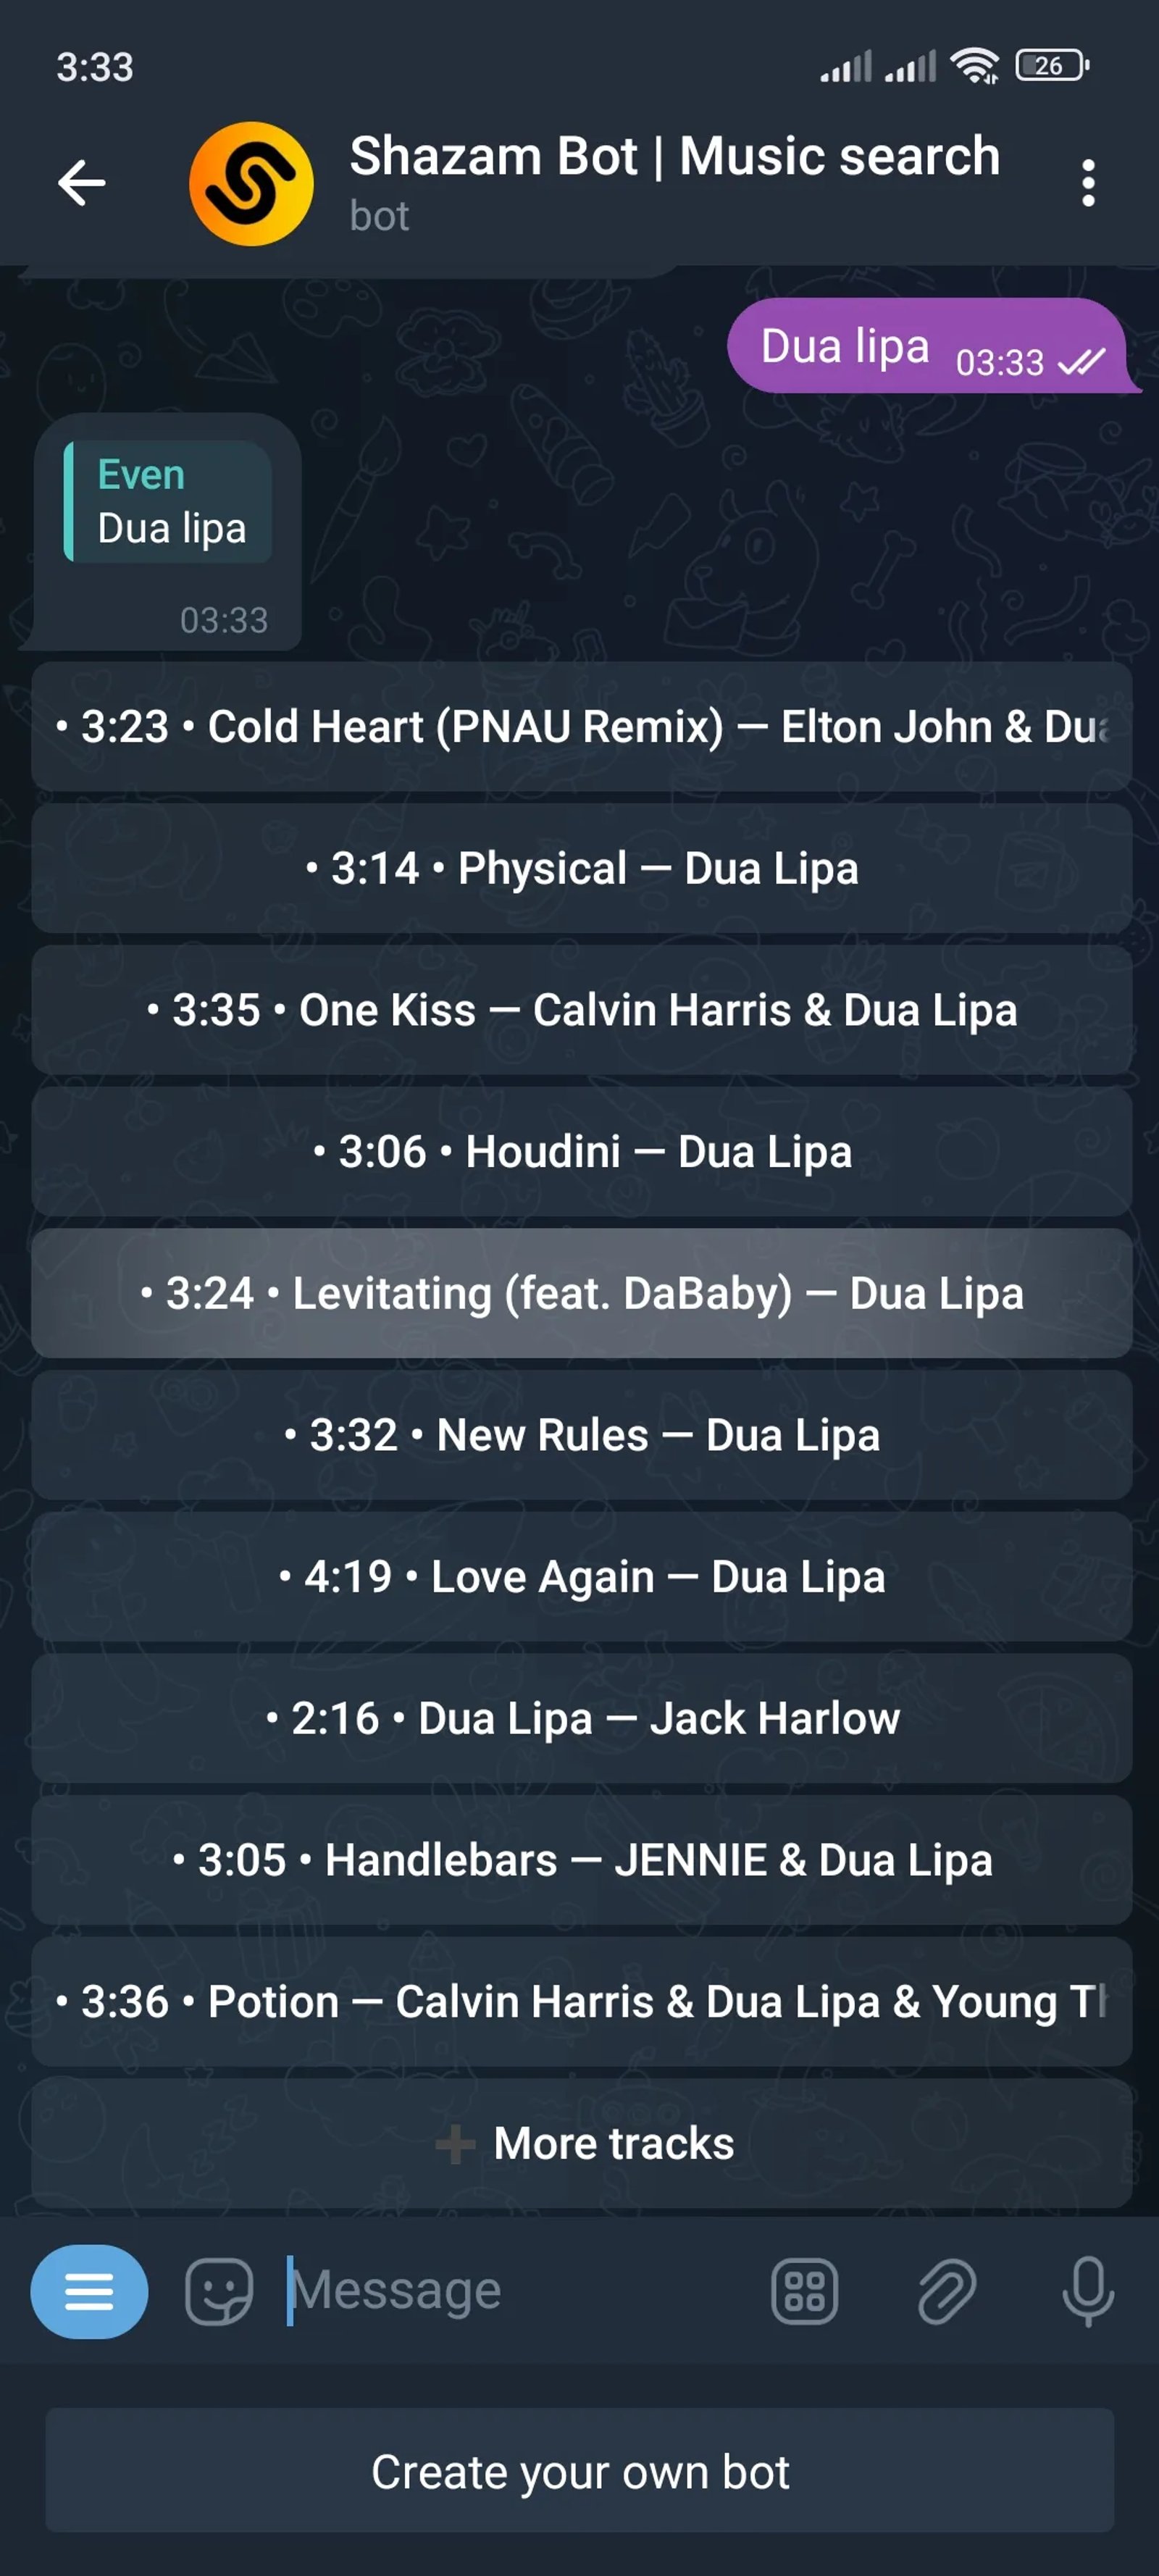 3:33
26
Shazam Bot | Music search
bot
Dua lipa 03:33
Even
Dua lipa
03:33
• 3:23 • Cold Heart (PNAU Remix) — Elton John & Dua
• 3:14 • Physical — Dua Lipa
• 3:35 • One Kiss — Calvin Harris & Dua Lipa
• 3:06 • Houdini — Dua Lipa
• 3:24 • Levitating (feat. DaBaby) — Dua Lipa
• 3:32 • New Rules — Dua Lipa
• 4:19 • Love Again — Dua Lipa
• 2:16 • Dua Lipa — Jack Harlow
• 3:05 • Handlebars — JENNIE & Dua Lipa
• 3:36 • Potion — Calvin Harris & Dua Lipa & Young Th
➕ More tracks
Message
Create your own bot